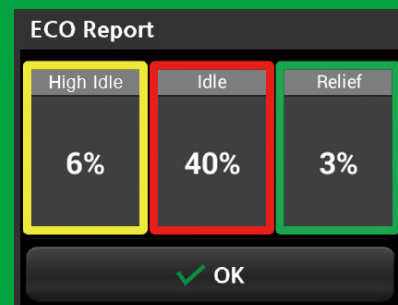 ECO Report
High Idle
Idle
Relief
6%
40%
3%
OK